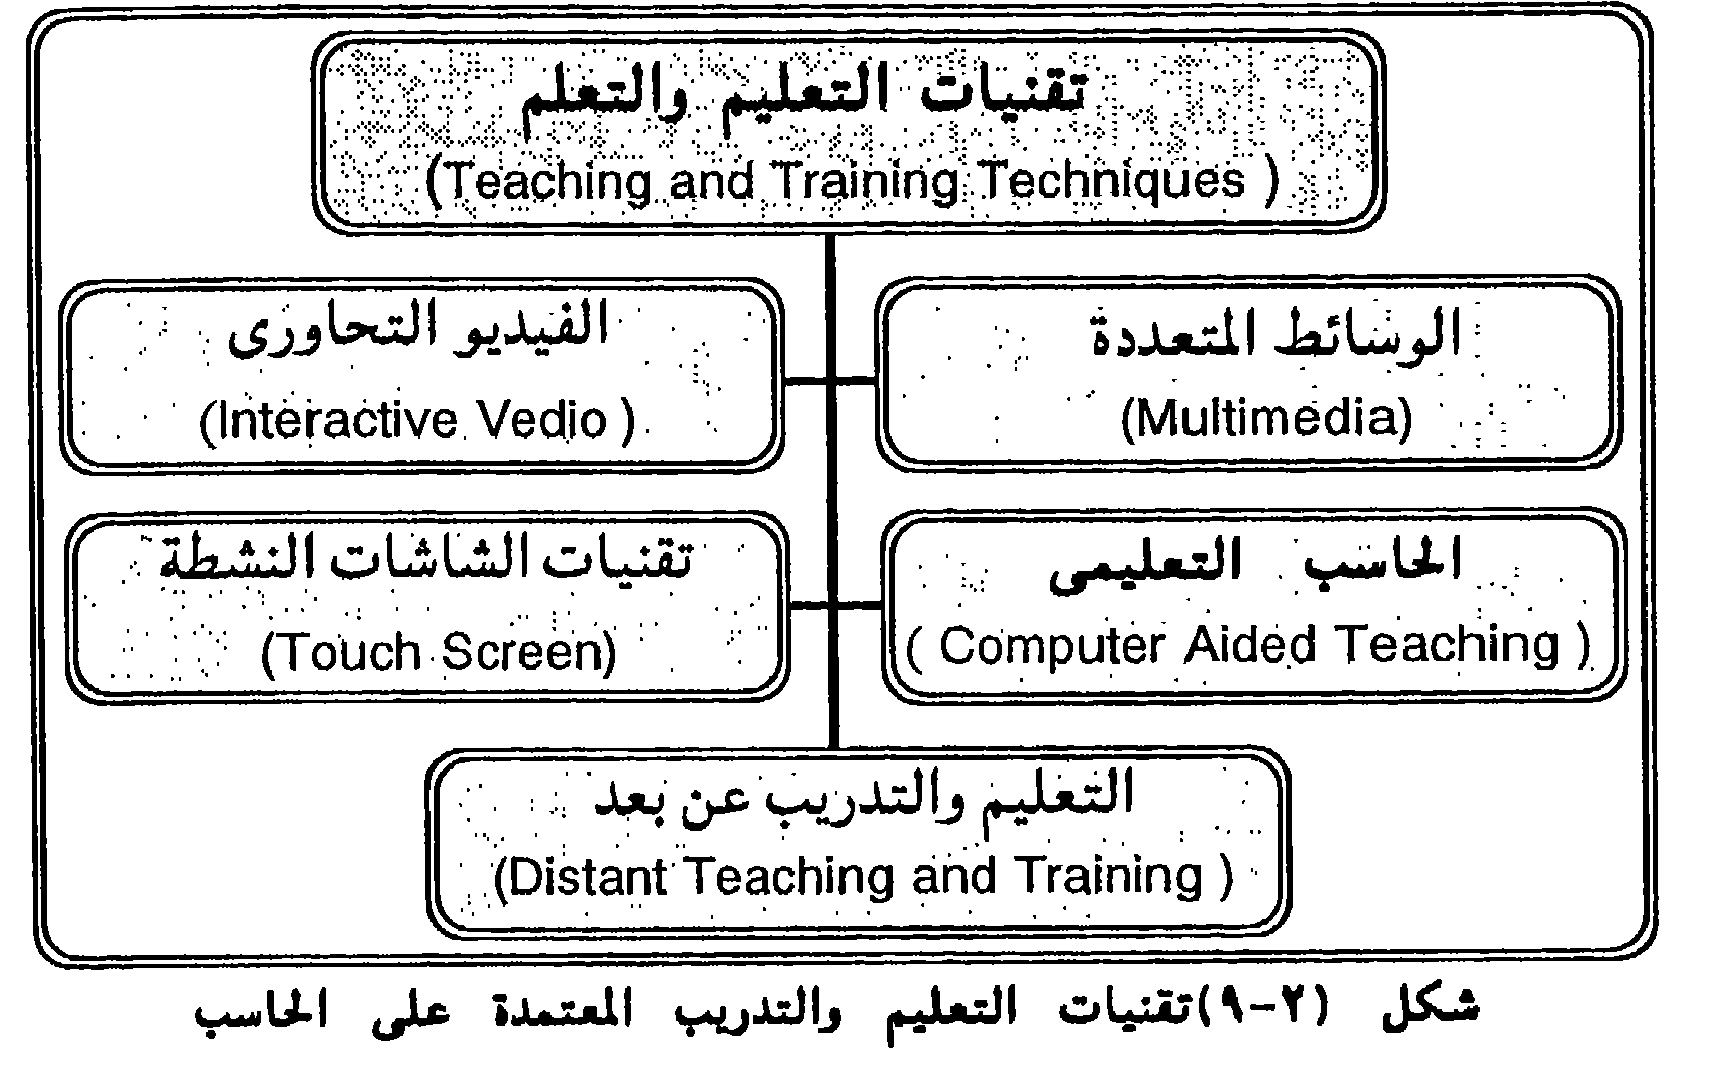 تقنيات التعليم والتعلم
(Teaching and Training Techniques )
الوسائط المتعددة
(Multimedia)
الفيديو التحاورى
(Interactive Vedio )
الحاسب التعليمى
( Computer Aided Teaching )
تقنيات الشاشات النشطة
(Touch Screen)
التعليم والتدريب عن بعد
(Distant Teaching and Training )
شكل (٢-٩)تقنيات التعليم والتدريب المعتمدة على الحاسب